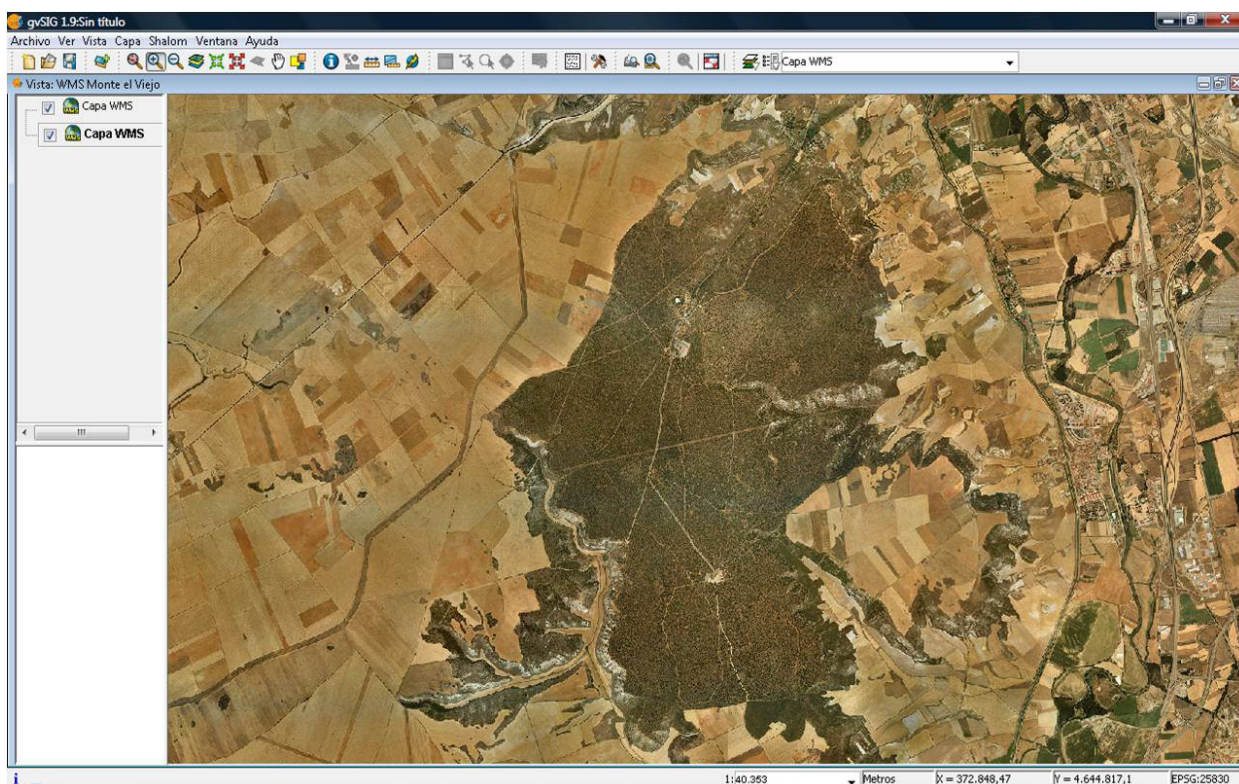 gvSIG 1.9:Sin título
Archivo Ver Vista Capa Shalom Ventana Ayuda
Capa WMS
Vista: WMS Monte el Viejo
Capa WMS
Capa WMS
1:40.353 Metros X = 372.848,47 Y = 4.644.817,1 EPSG:25830